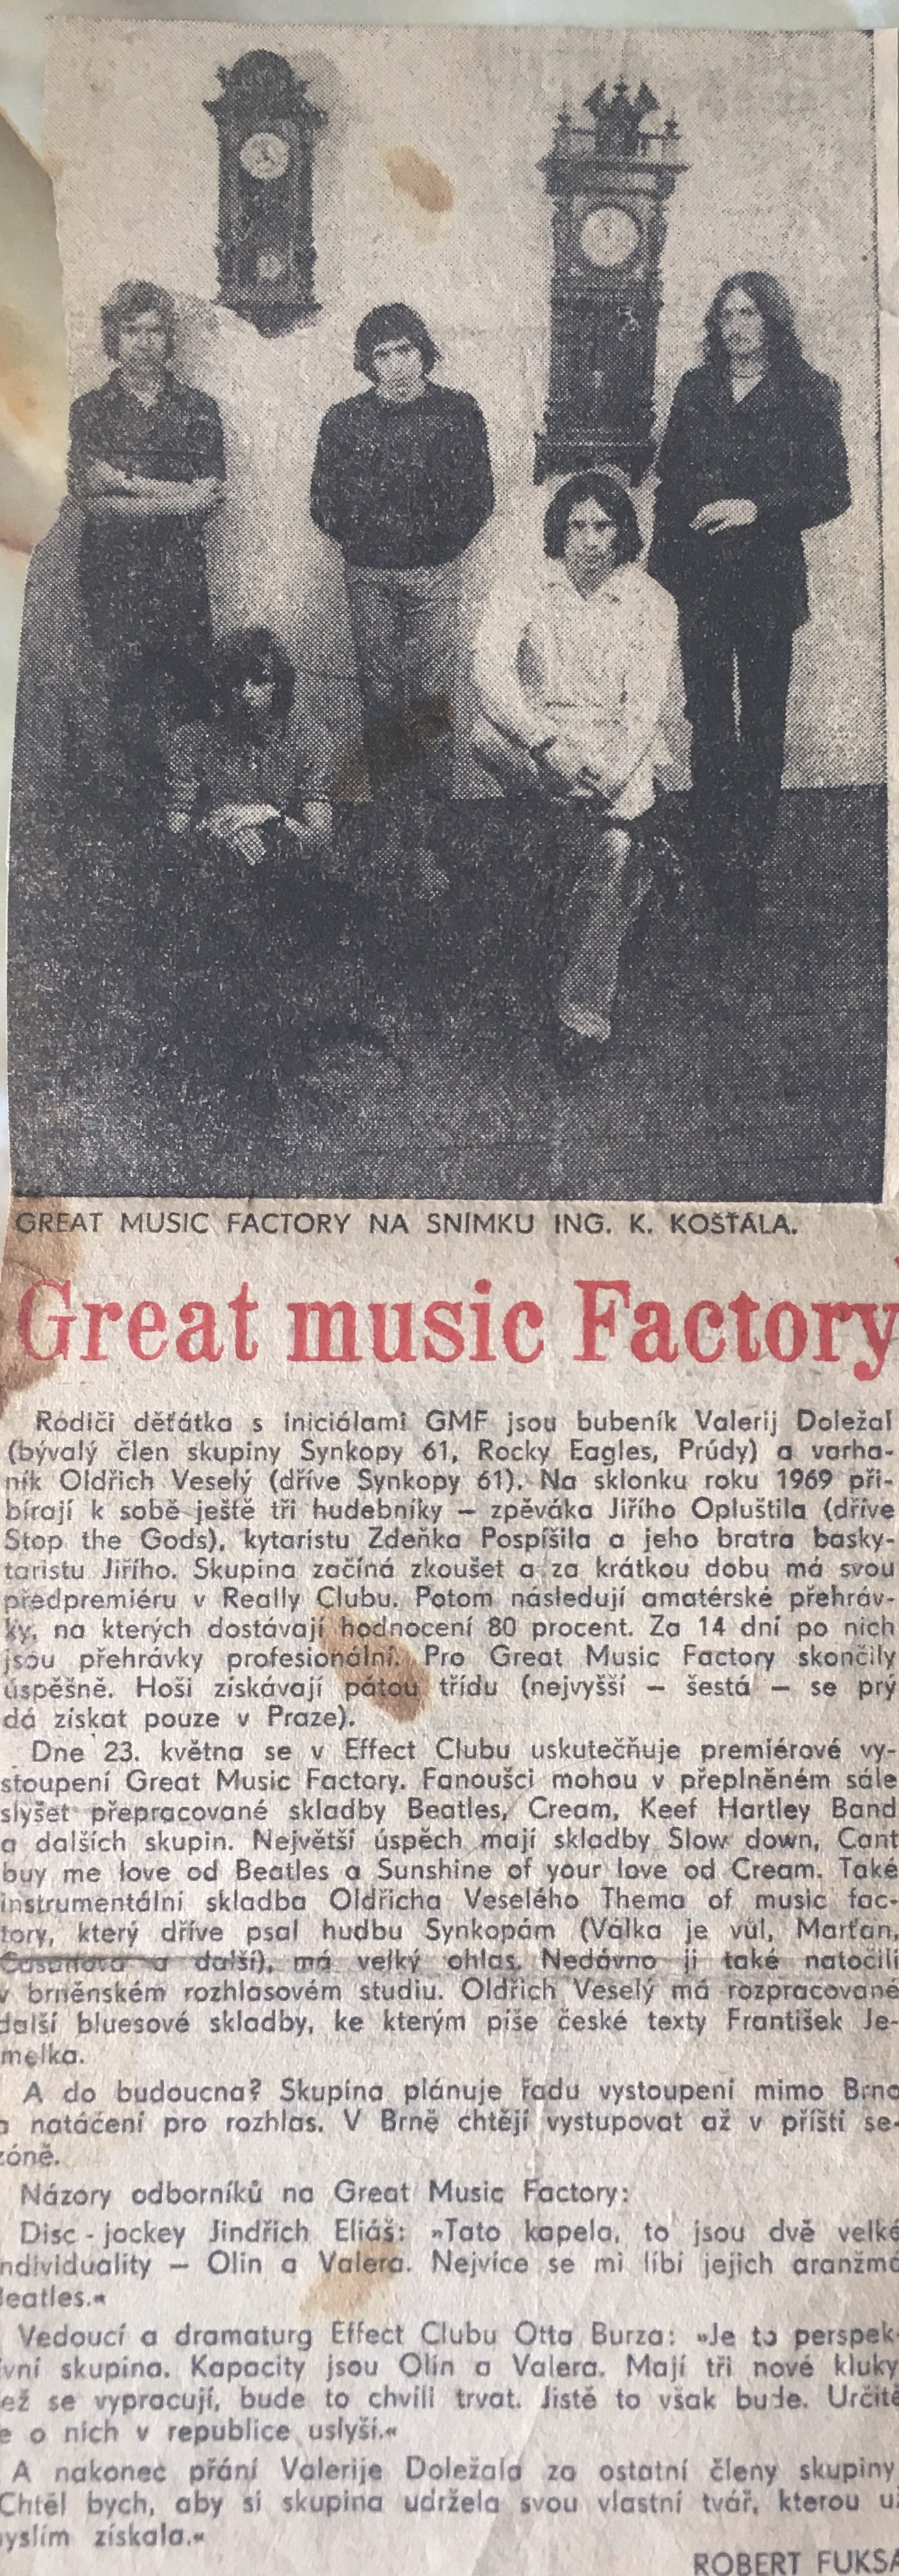 GREAT MUSIC FACTORY NA SNÍMKU ING. K. KOŠŤÁLA.
Great music Factory
Rodiči děťátka s iniciálami GMF jsou bubeník Valerij Doležal
(bývalý člen skupiny Synkopy 61, Rocky Eagles, Prúdy) a varha-
ník Oldřich Veselý (dříve Synkopy 61). Na sklonku roku 1969 při-
bírají k sobě ještě tři hudebníky — zpěváka Jiřího Opluštila (dříve
Stop the Gods), kytaristu Zdeňka Pospíšila a jeho bratra basky-
taristu Jiřího. Skupina začíná zkoušet a za krátkou dobu má svou
předpremiéru v Really Clubu. Potom následují amatérské přehráv-
ky, na kterých dostávají hodnocení 80 procent. Za 14 dní po nich
jsou přehrávky profesionální. Pro Great Music Factory skončily
úspěšně. Hoši získávají pátou třídu (nejvyšší — šestá — se prý
dá získat pouze v Praze).
Dne 23. května se v Effect Clubu uskutečňuje premiérové vy-
stoupení Great Music Factory. Fanoušci mohou v přeplněném sále
slyšet přepracované skladby Beatles, Cream, Keef Hartley Band
a dalších skupin. Největší úspěch mají skladby Slow down, Cant
buy me love od Beatles a Sunshine of your love od Cream. Také
instrumentální skladba Oldřicha Veselého Thema of music fac-
tory, který dříve psal hudbu Synkopám (Válka je vůl, Marťan,
Casanova a další), má velký ohlas. Nedávno ji také natočili
v brněnském rozhlasovém studiu. Oldřich Veselý má rozpracované
další bluesové skladby, ke kterým píše české texty František Je-
melka.
A do budoucna? Skupina plánuje řadu vystoupení mimo Brno
a natáčení pro rozhlas. V Brně chtějí vystupovat až v příští se-
zóně.
Názory odborníků na Great Music Factory:
Disc - jockey Jindřich Eliáš: »Tato kapela, to jsou dvě velké
individuality — Olin a Valera. Nejvíce se mi líbí jejich aranžmá
Beatles.«
Vedoucí a dramaturg Effect Clubu Otta Burza: »Je to perspek-
ivní skupina. Kapacity jsou Olin a Valera. Mají tři nové kluky
ež se vypracují, bude to chvíli trvat. Jistě to však bude. Určitě
e o nich v republice uslyší.«
A nakonec přání Valerije Doležala za ostatní členy skupiny
Chtěl bych, aby si skupina udržela svou vlastní tvář, kterou už
yslím získala.«
ROBERT FUKSA